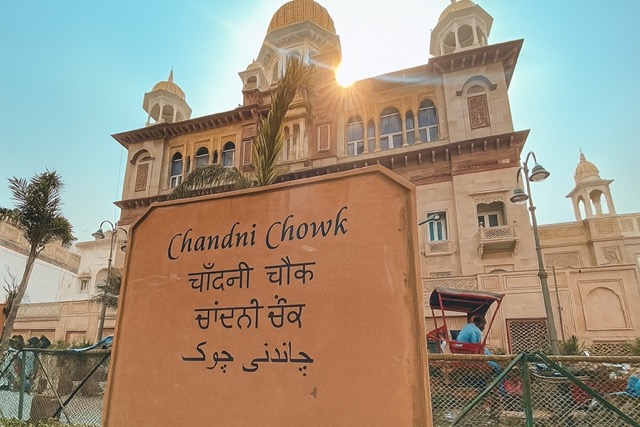 Chandni Chowk
चाँदनी चौक
ਚਾਂਦਨੀ ਚੌਂਕ
چاندنی چوک